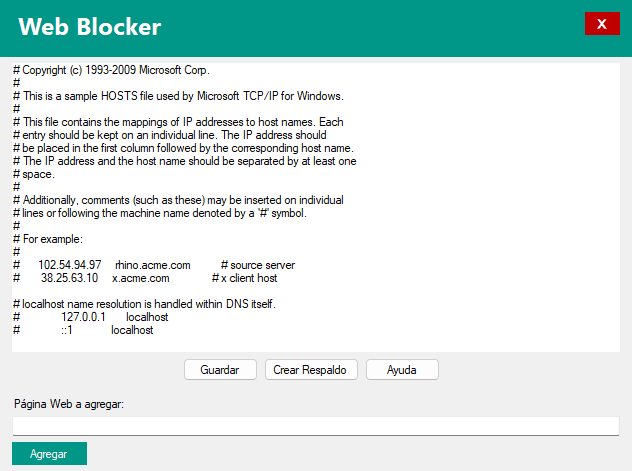 Web Blocker
X
# Copyright (c) 1993-2009 Microsoft Corp.
#
# This is a sample HOSTS file used by Microsoft TCP/IP for Windows.
#
# This file contains the mappings of IP addresses to host names. Each
# entry should be kept on an individual line. The IP address should
# be placed in the first column followed by the corresponding host name.
# The IP address and the host name should be separated by at least one
# space.
#
# Additionally, comments (such as these) may be inserted on individual
# lines or following the machine name denoted by a '#' symbol.
#
# For example:
#
# 102.54.94.97 rhino.acme.com # source server
# 38.25.63.10 x.acme.com # x client host

# localhost name resolution is handled within DNS itself.
# 127.0.0.1 localhost
# ::1 localhost
Guardar Crear Respaldo Ayuda
Página Web a agregar:
Agregar